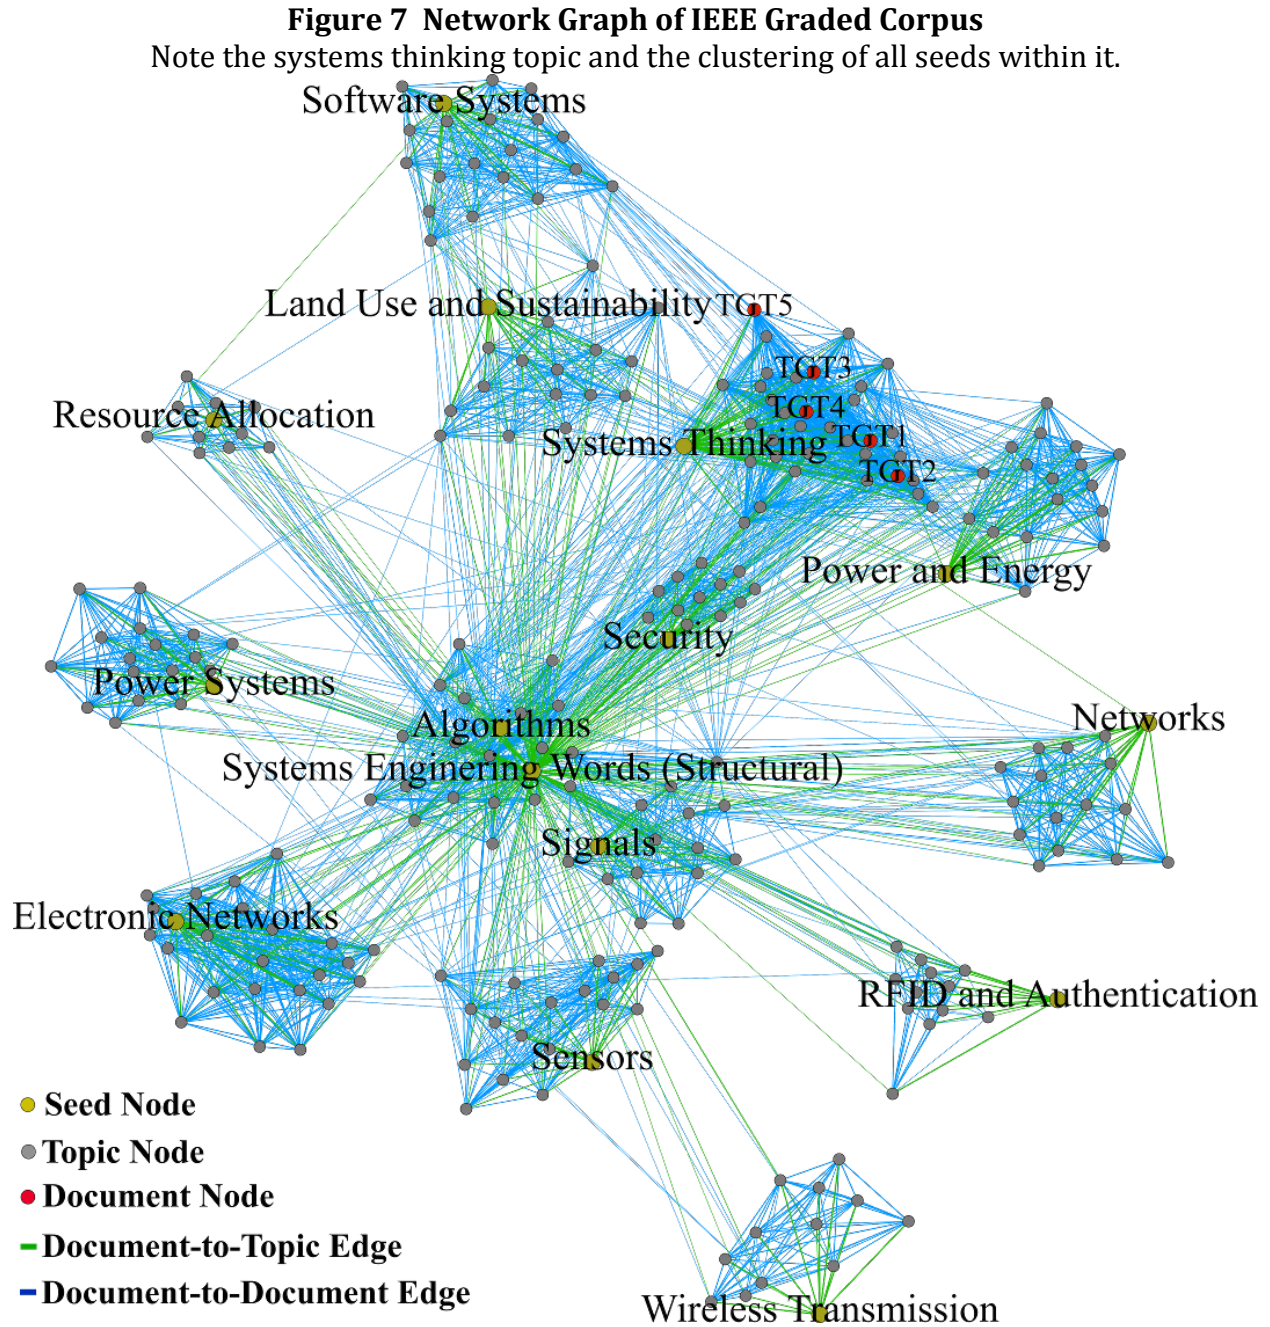 Figure 7  Network Graph of IEEE Graded Corpus
Note the systems thinking topic and the clustering of all seeds within it.
Software Systems
Land Use and Sustainability
TGT5
TGT3
Resource Allocation
TGT4
Systems Thinking
TGT1
TGT2
Power and Energy
Security
Power Systems
Algorithms
Networks
Systems Enginering Words (Structural)
Signals
Electronic Networks
RFID and Authentication
Sensors
Seed Node
Topic Node
Document Node
Document-to-Topic Edge
Document-to-Document Edge
Wireless Transmission